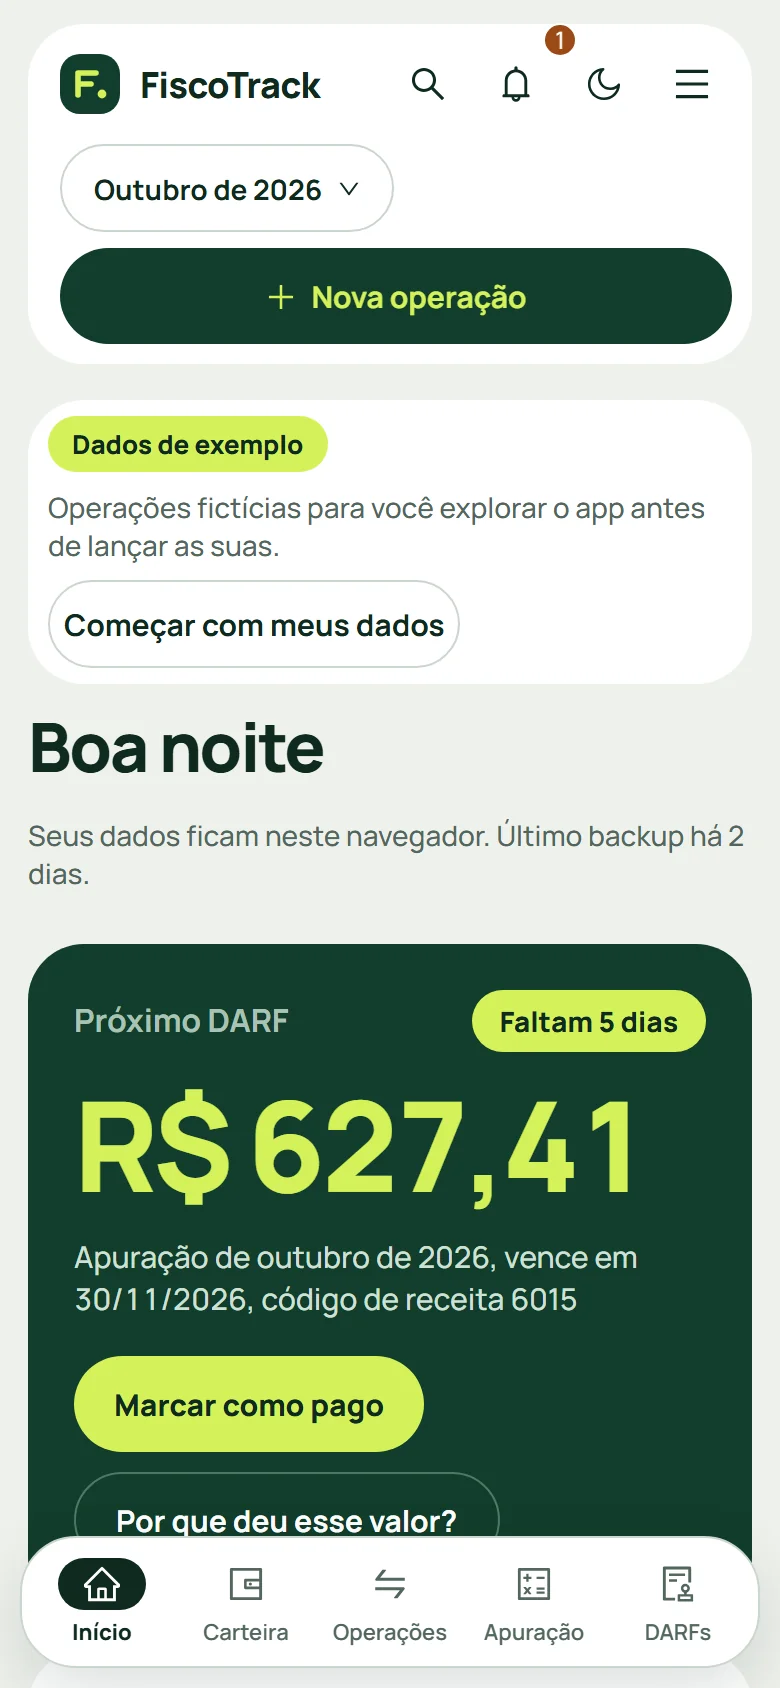 F.
FiscoTrack
1
Outubro de 2026
Nova operação
Dados de exemplo
Operações fictícias para você explorar o app antes
de lançar as suas.
Começar com meus dados
Boa noite
Seus dados ficam neste navegador. Último backup há 2
dias.
Próximo DARF
Faltam 5 dias
R$ 627,41
Apuração de outubro de 2026, vence em
30/11/2026, código de receita 6015
Marcar como pago
Por que deu esse valor?
Início
Carteira
Operações
Apuração
DARFs